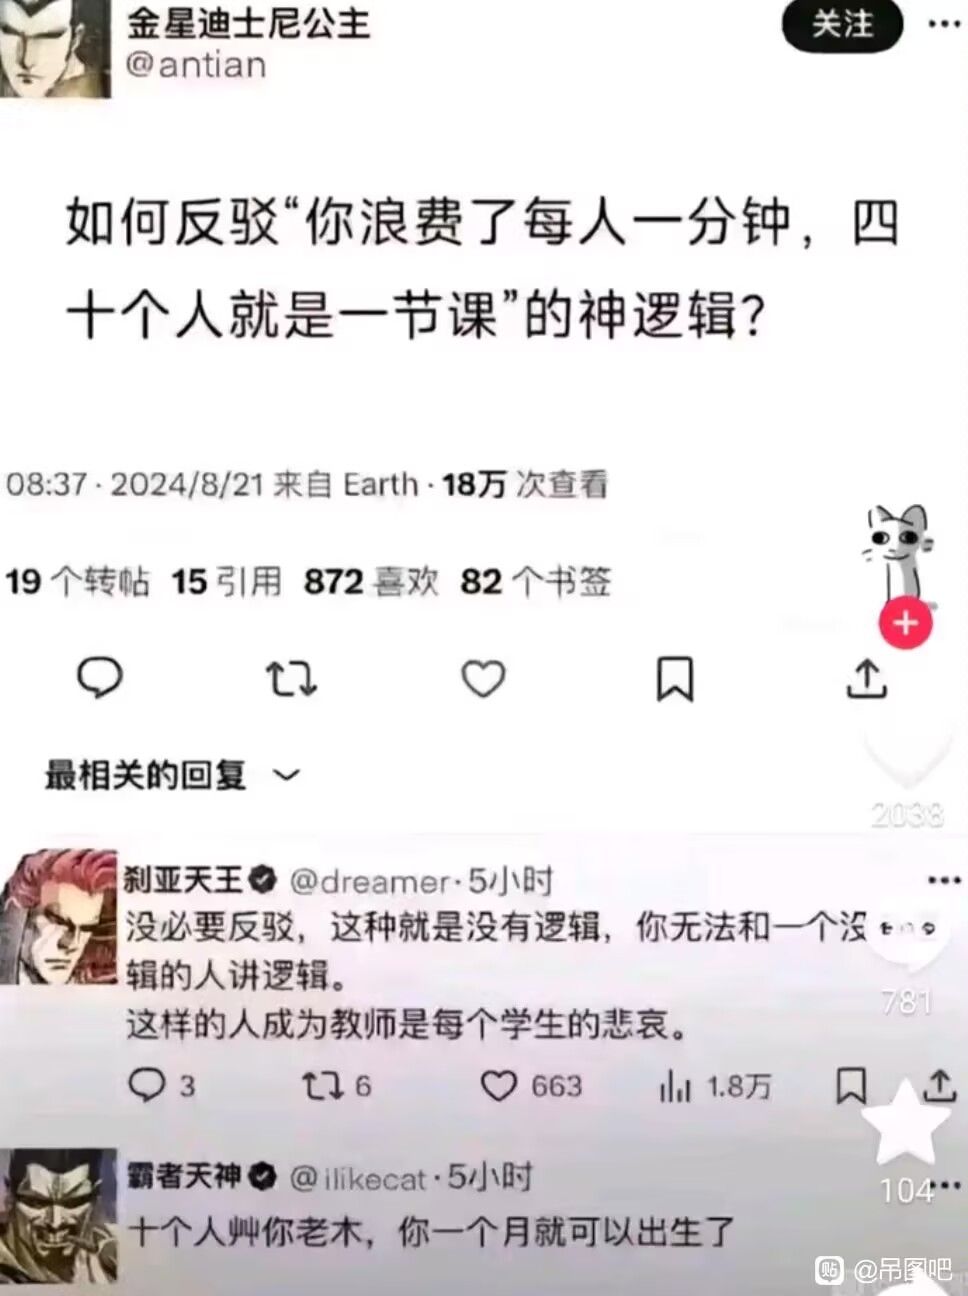 金星迪士尼公主
@antian
关注
如何反驳“你浪费了每人一分钟，四
十个人就是一节课”的神逻辑？
08:37 · 2024/8/21 来自 Earth · 18万 次查看
19 个转帖 15 引用 872 喜欢 82 个书签
最相关的回复
2038
刹亚天王 @dreamer · 5小时
没必要反驳，这种就是没有逻辑，你无法和一个没
辑的人讲逻辑。
781
这样的人成为教师是每个学生的悲哀。
3 6 663 1.8万
霸者天神 @ilikecat · 5小时
104
十个人艸你老木，你一个月就可以出生了
贴 @吊图吧